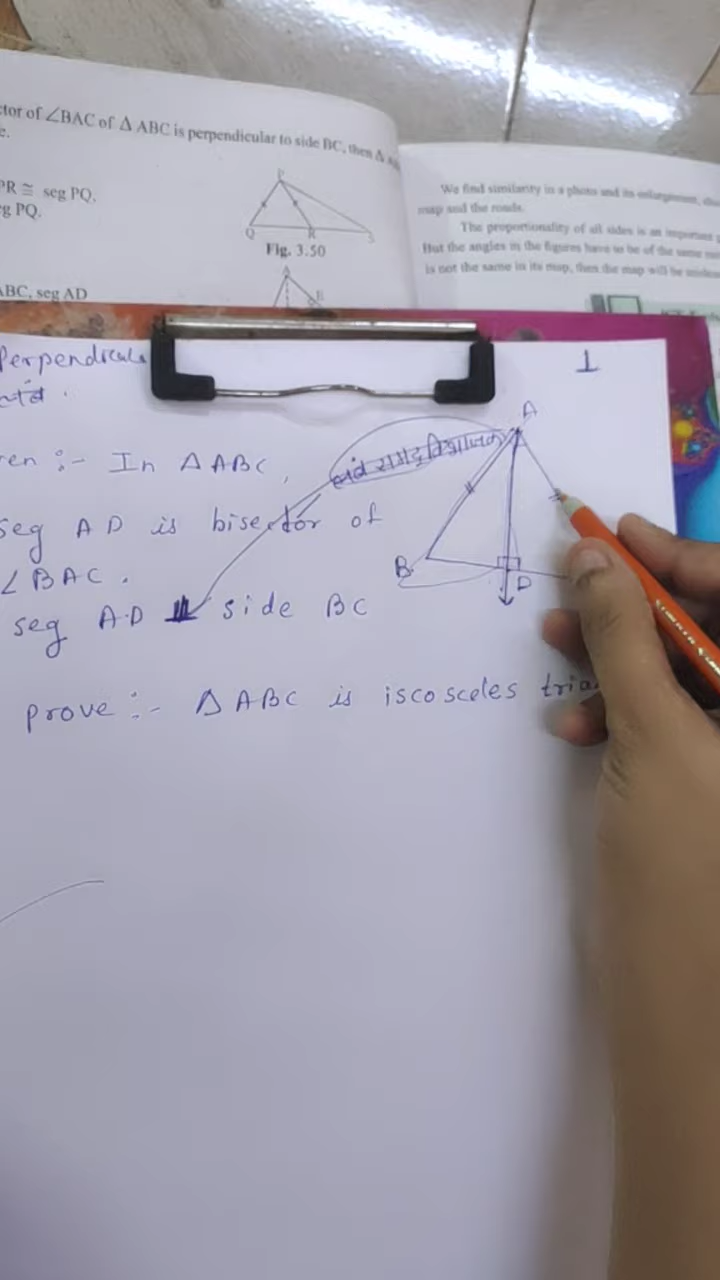 of ∠BAC of Δ ABC is perpendicular to side BC, then Δ
PR ≅ seg PQ.
seg PQ.
P
Q R S
Fig. 3.50
ABC, seg AD
A
E
We find similarity in a photo and its enlargement,
map and the roads.
The proportionality of all sides is an important
But the angles in the figures have to be of the same
is not the same in its map, then the map will be
Perpendicula
1
:- In Δ ABC,
seg AD is bisector of
∠BAC.
seg AD side BC
prove :- Δ ABC is iscosceles tria
A
B
D